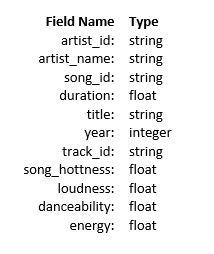 Field Name Type
artist_id: string
artist_name: string
song_id: string
duration: float
title: string
year: integer
track_id: string
song_hottness: float
loudness: float
danceability: float
energy: float